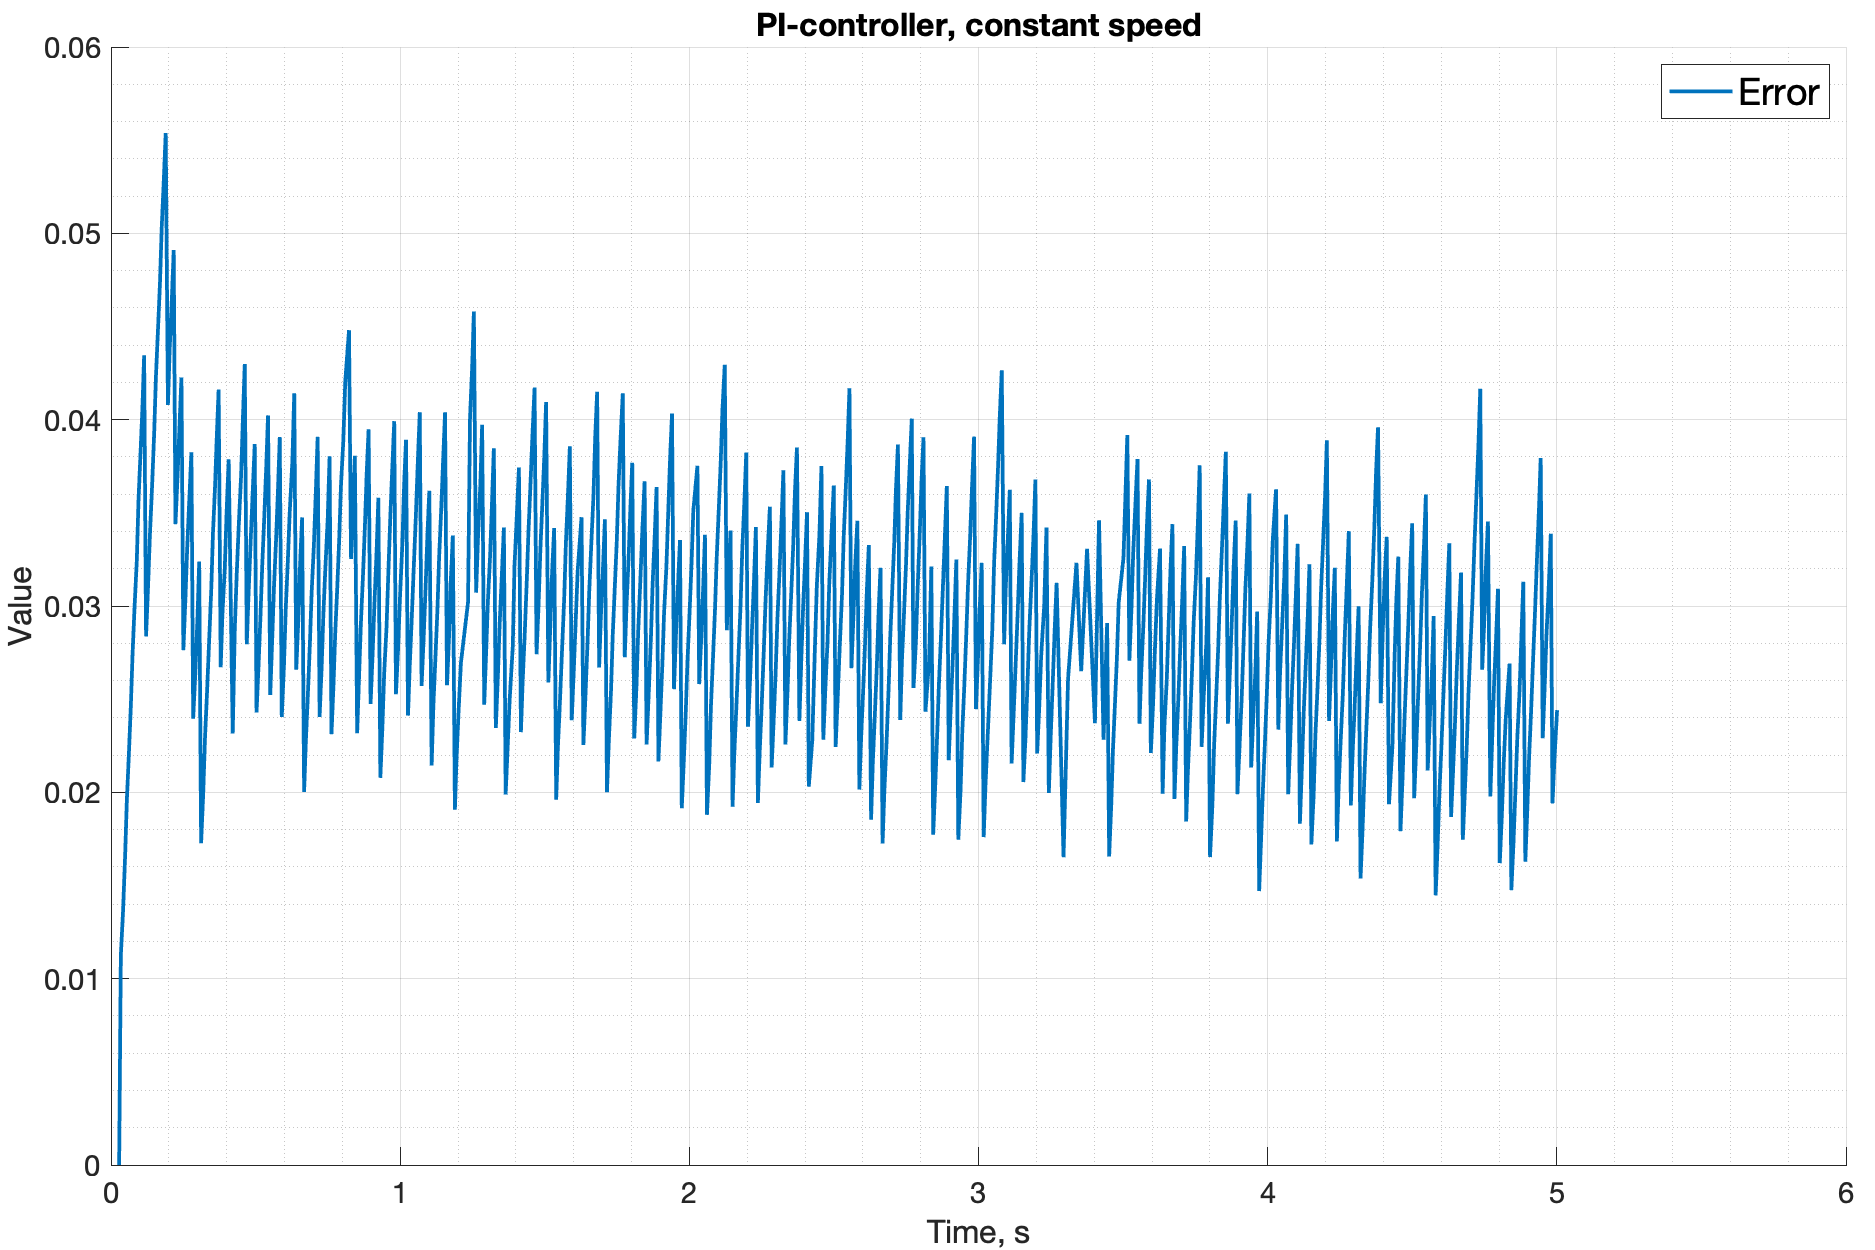 PI-controller, constant speed
Error
0.06
0.05
0.04
0.03
0.02
0.01
0
Value
0 1 2 3 4 5 6
Time, s